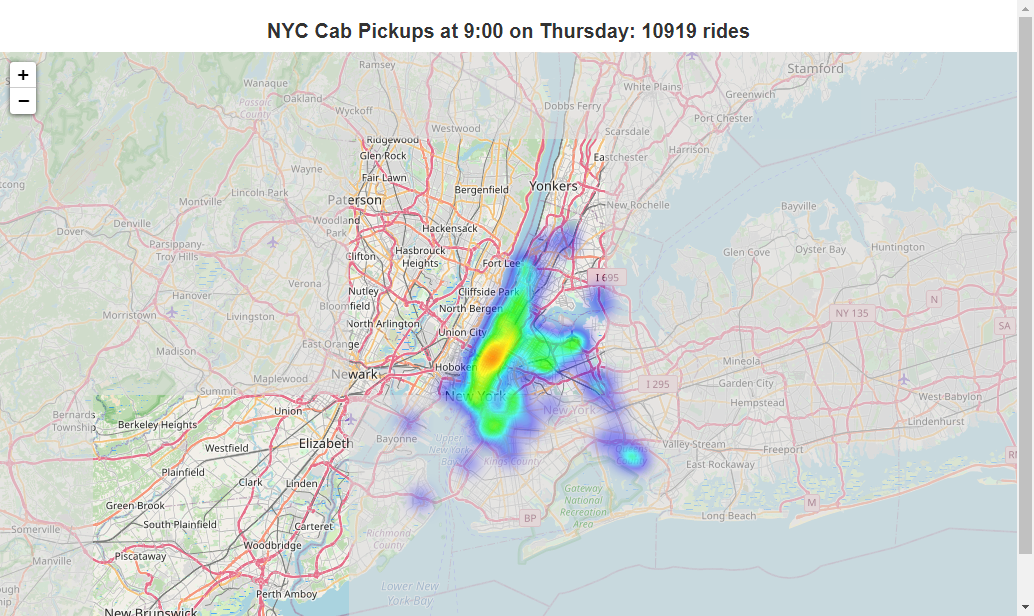 NYC Cab Pickups at 9:00 on Thursday: 10919 rides
+
−
Ramsey
Stamford
Wanaque
White Plains
Greenwich
Oakland
Passaic
County
Wyckoff
Dobbs Ferry
Port Chester
Westwood
Scarsdale
Ridgewood
Harrison
Glen Rock
Eastchester
Wayne
Fair Lawn
Bergenfield
Yonkers
Lincoln Park
Paterson
New Rochelle
Montville
Bayville
Woodland
Park
Denville
Hackensack
Dover
Parsippany-
Troy Hills
Hasbrouck
Heights
Clifton
Fort Lee
Glen Cove
Oyster Bay
Huntington
I 695
Verona
Nutley
Cliffside Park
Hanover
Bloomfield
North Bergen
N
Morristown
Livingston
North Arlington
Union City
NY 135
SA
East Orange
Madison
Mineola
Hoboken
Maplewood
Newark
Summit
I 295
Garden City
New York
West Babylon
Hempstead
Union
New York
Bernards
Township
Berkeley Heights
Lindenhurst
Elizabeth
Bayonne
Upper
New York
Bay
Valley Stream
Freeport
Westfield
Kings County
East Rockaway
Plainfield
Clark
Linden
Gateway
National
Recreation
Area
M
Green Brook
South Plainfield
Carteret
BP
Long Beach
Somerville
Richmond
County
Woodbridge
Piscataway
Manville
Lower New
York Bay
Perth Amboy
New Brunswick